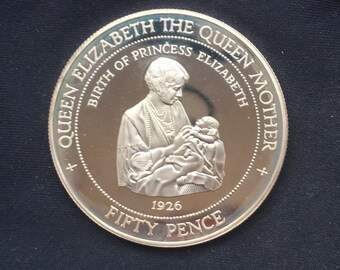 + QUEEN ELIZABETH THE QUEEN MOTHER +
BIRTH OF PRINCESS ELIZABETH
1926
FIFTY PENCE